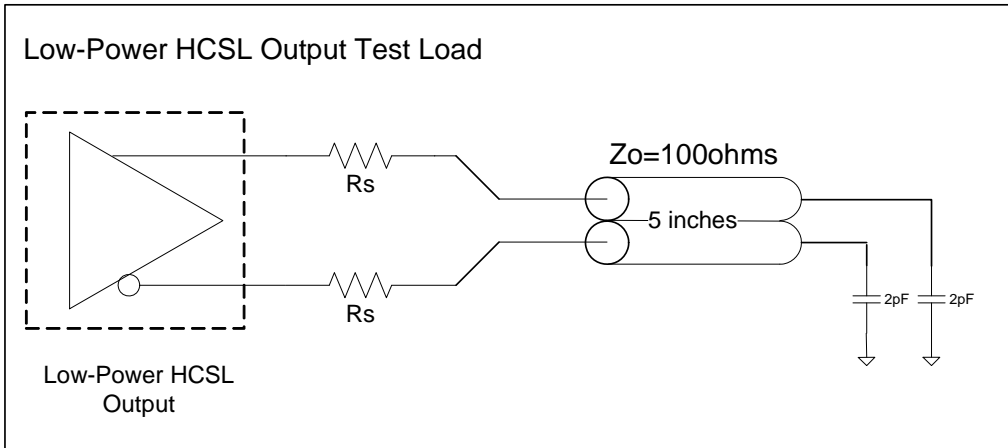 Low-Power HCSL Output Test Load
Zo=100ohms
Rs
5 inches
Rs
2pF
2pF
Low-Power HCSL
Output